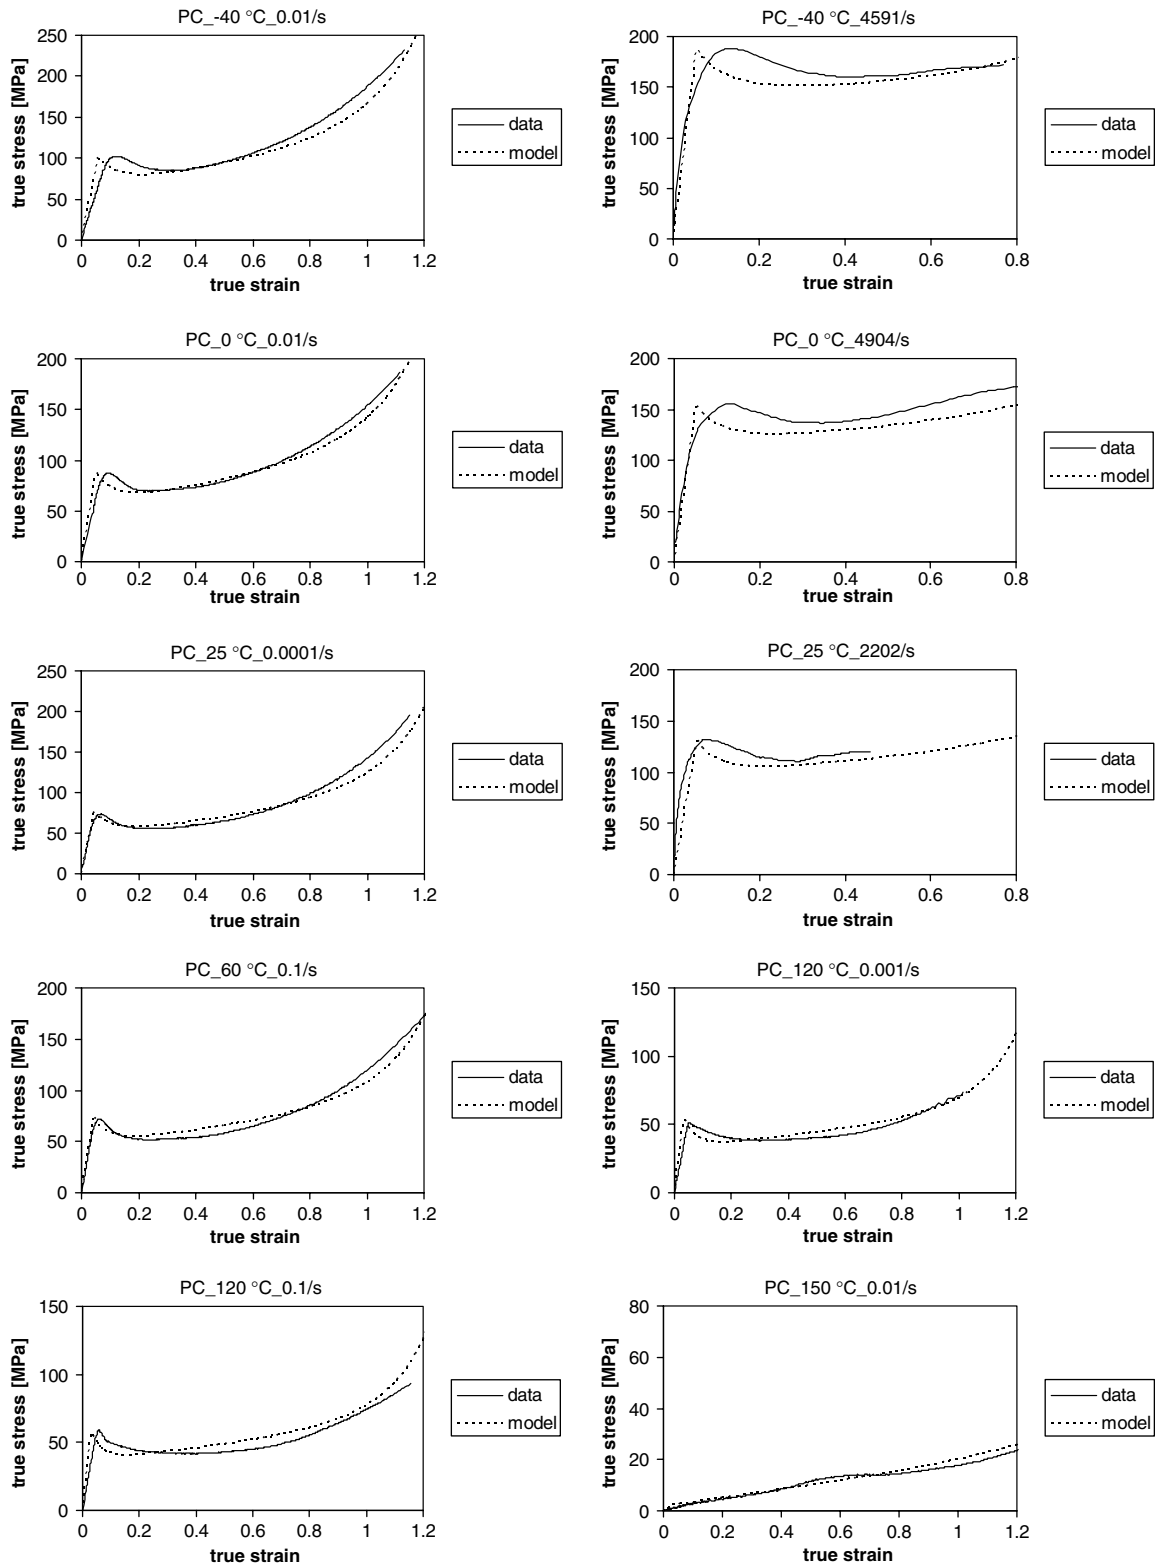 PC_-40 °C_0.01/s
true stress [MPa]
250
200
150
100
50
0
0 0.2 0.4 0.6 0.8 1 1.2
true strain
data
model
PC_-40 °C_4591/s
true stress [MPa]
200
150
100
50
0
0 0.2 0.4 0.6 0.8
true strain
data
model
PC_0 °C_0.01/s
true stress [MPa]
200
150
100
50
0
0 0.2 0.4 0.6 0.8 1 1.2
true strain
data
model
PC_0 °C_4904/s
true stress [MPa]
200
150
100
50
0
0 0.2 0.4 0.6 0.8
true strain
data
model
PC_25 °C_0.0001/s
true stress [MPa]
250
200
150
100
50
0
0 0.2 0.4 0.6 0.8 1 1.2
true strain
data
model
PC_25 °C_2202/s
true stress [MPa]
200
150
100
50
0
0 0.2 0.4 0.6 0.8
true strain
data
model
PC_60 °C_0.1/s
true stress [MPa]
200
150
100
50
0
0 0.2 0.4 0.6 0.8 1 1.2
true strain
data
model
PC_120 °C_0.001/s
true stress [MPa]
150
100
50
0
0 0.2 0.4 0.6 0.8 1 1.2
true strain
data
model
PC_120 °C_0.1/s
true stress [MPa]
150
100
50
0
0 0.2 0.4 0.6 0.8 1 1.2
true strain
data
model
PC_150 °C_0.01/s
true stress [MPa]
80
60
40
20
0
0 0.2 0.4 0.6 0.8 1 1.2
true strain
data
model